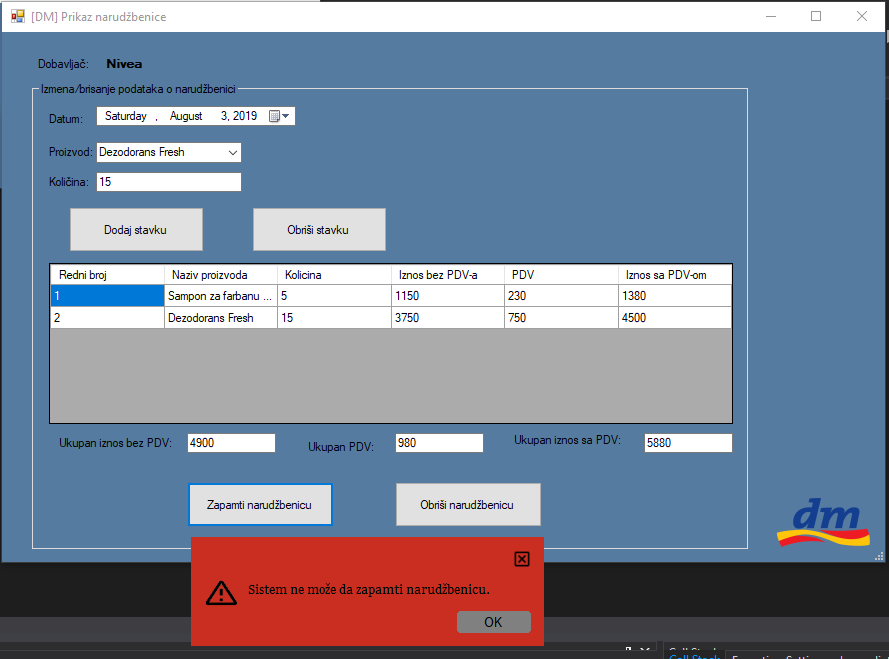 [DM] Prikaz narudžbenice
Dobavljač: Nivea
Izmena/brisanje podataka o narudžbenici
Datum: Saturday , August 3, 2019
Proizvod: Dezodorans Fresh
Količina: 15
Dodaj stavku Obriši stavku
Redni broj Naziv proizvoda Kolicina Iznos bez PDV-a PDV Iznos sa PDV-om
1 Sampon za farbanu ... 5 1150 230 1380
2 Dezodorans Fresh 15 3750 750 4500
Ukupan iznos bez PDV: 4900 Ukupan PDV: 980 Ukupan iznos sa PDV: 5880
Zapamti narudžbenicu Obriši narudžbenicu
dm
Sistem ne može da zapamti narudžbenicu.
OK
Call Stack